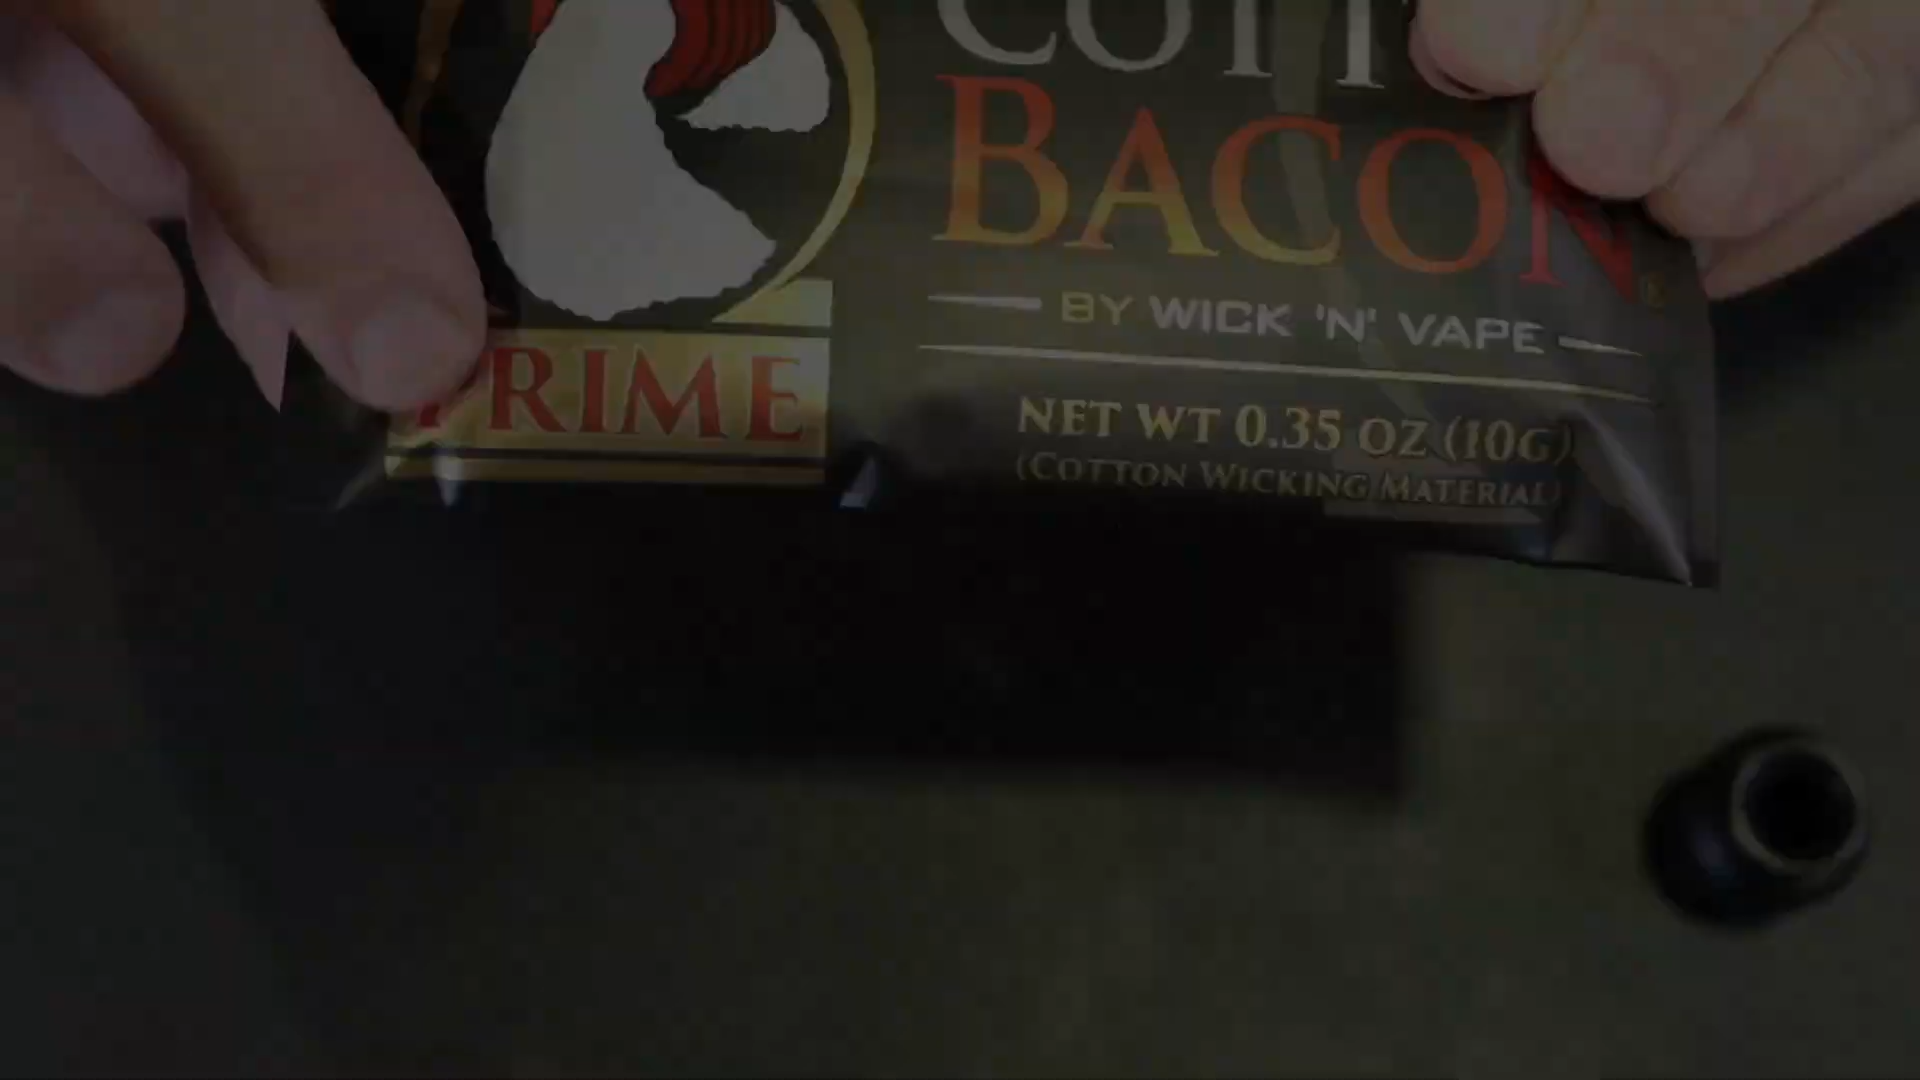 BACON
BY WICK 'N' VAPE
PRIME
NET WT 0.35 OZ (10G)
(COTTON WICKING MATERIAL)